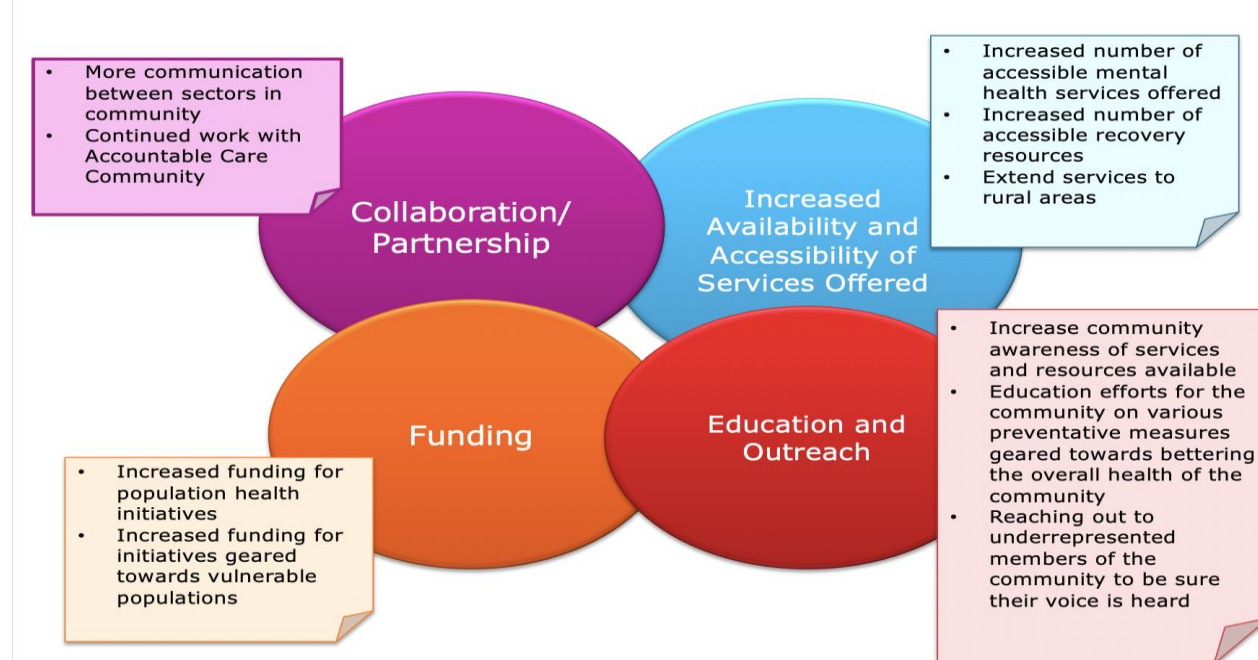 • More communication
between sectors in
community
• Continued work with
Accountable Care
Community
Collaboration/
Partnership
Increased
Availability and
Accessibility of
Services Offered
• Increased number of
accessible mental
health services offered
• Increased number of
accessible recovery
resources
• Extend services to
rural areas
Funding
• Increased funding for
population health
initiatives
• Increased funding for
initiatives geared
towards vulnerable
populations
Education and
Outreach
• Increase community
awareness of services
and resources available
• Education efforts for the
community on various
preventative measures
geared towards bettering
the overall health of the
community
• Reaching out to
underrepresented
members of the
community to be sure
their voice is heard